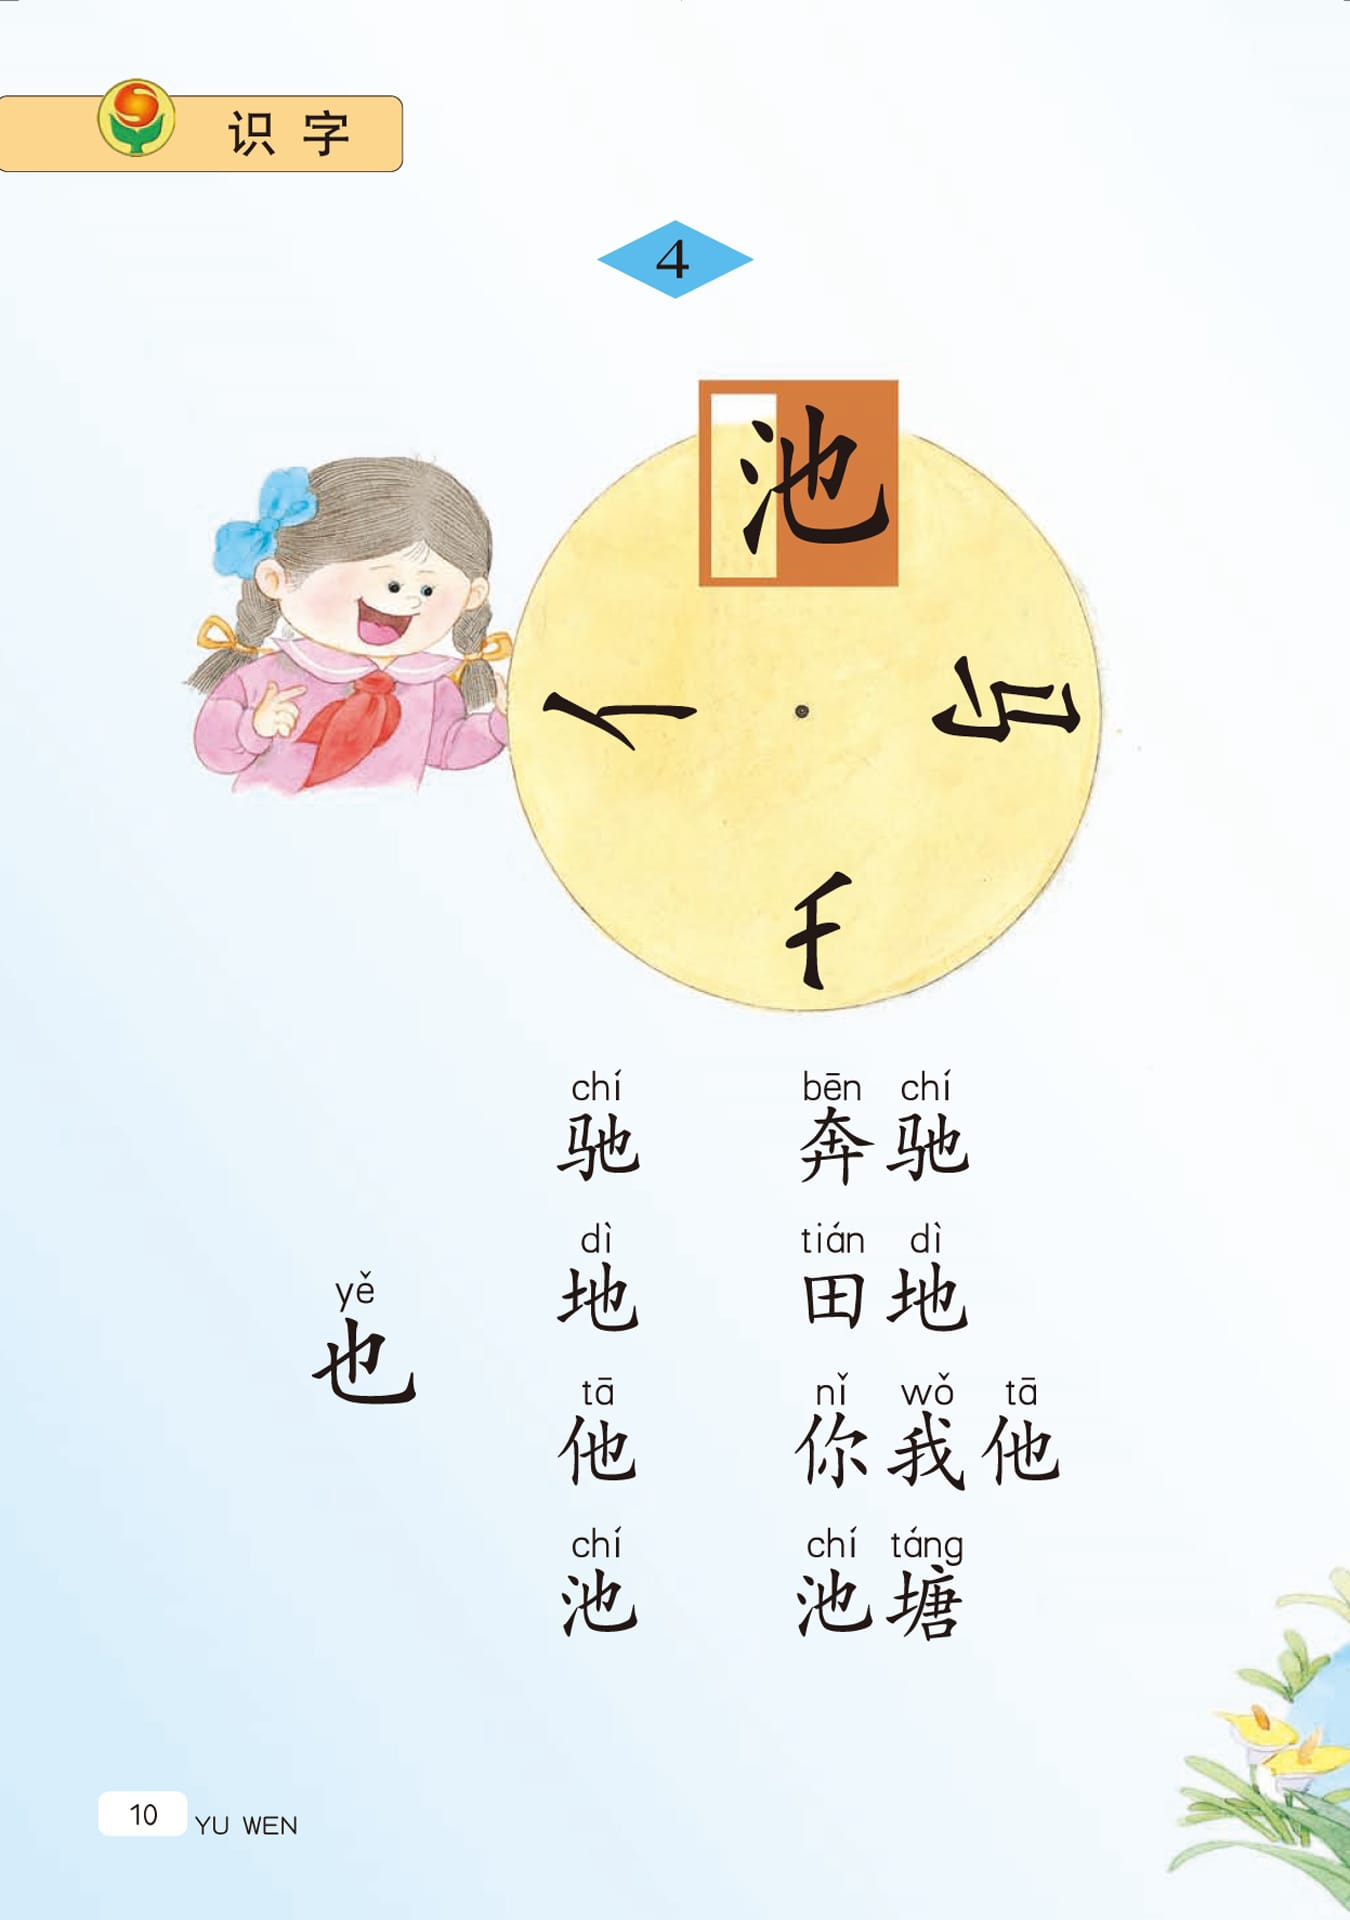 识字
4
池
亻
马
土
chí bēn chí
驰 奔驰
dì tián dì
地 田地
yě
也
tā nǐ wǒ tā
他 你我他
chí chí táng
池 池塘
10 YU WEN